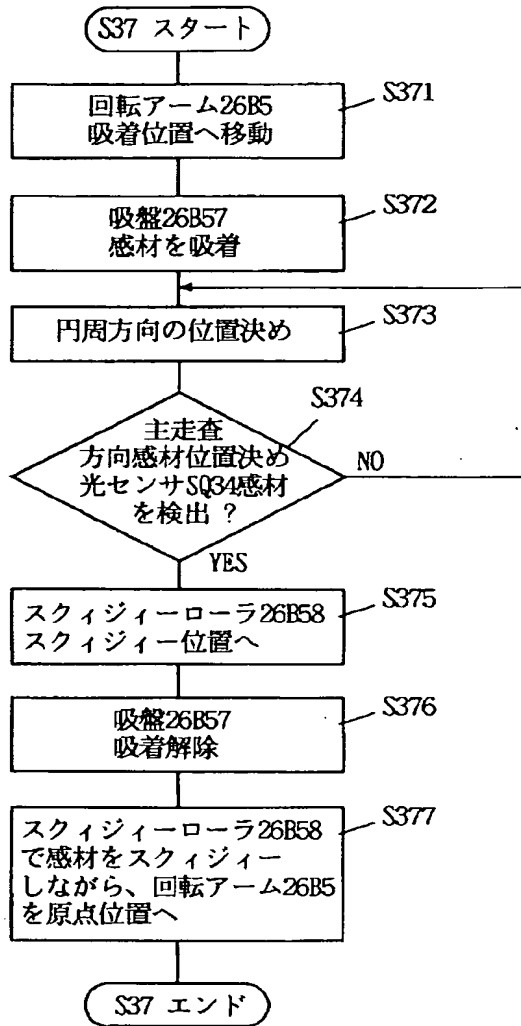 S37 スタート
S371
回転アーム26B5
吸着位置へ移動
S372
吸盤26B57
感材を吸着
S373
円周方向の位置決め
S374
主走査
方向感材位置決め
光センサSQ34感材
を検出 ?
NO
YES
S375
スクィジィーローラ26B58
スクィジィー位置へ
S376
吸盤26B57
吸着解除
S377
スクィジィーローラ26B58
で感材をスクィジィー
しながら、回転アーム26B5
を原点位置へ
S37 エンド